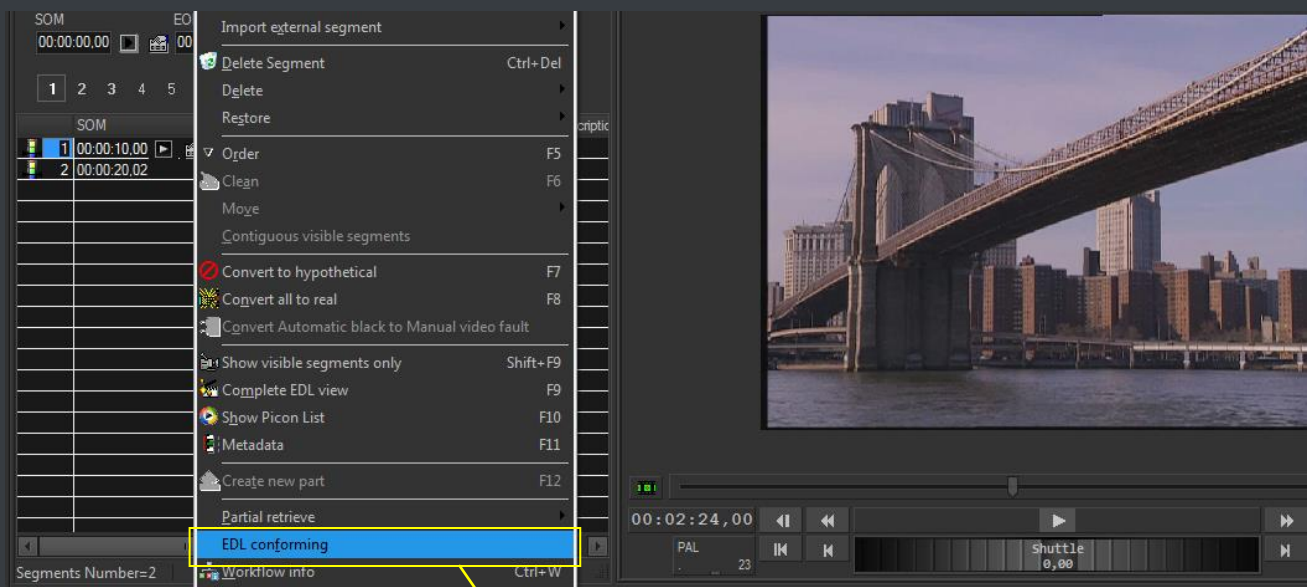 SOM EO
00:00:00,00 00
1 2 3 4 5
SOM
1 00:00:10,00
2 00:00:20,02
Segments Number=2
Import external segment
Delete Segment Ctrl+Del
Delete
Restore
Order F5
Clean F6
Move
Contiguous visible segments
Convert to hypothetical F7
Convert all to real F8
Convert Automatic black to Manual video fault
Show visible segments only Shift+F9
Complete EDL view F9
Show Picon List F10
Metadata F11
Create new part F12
Partial retrieve
EDL conforming
Workflow info Ctrl+W
criptic
00:02:24,00
PAL
23
Shuttle
0,00